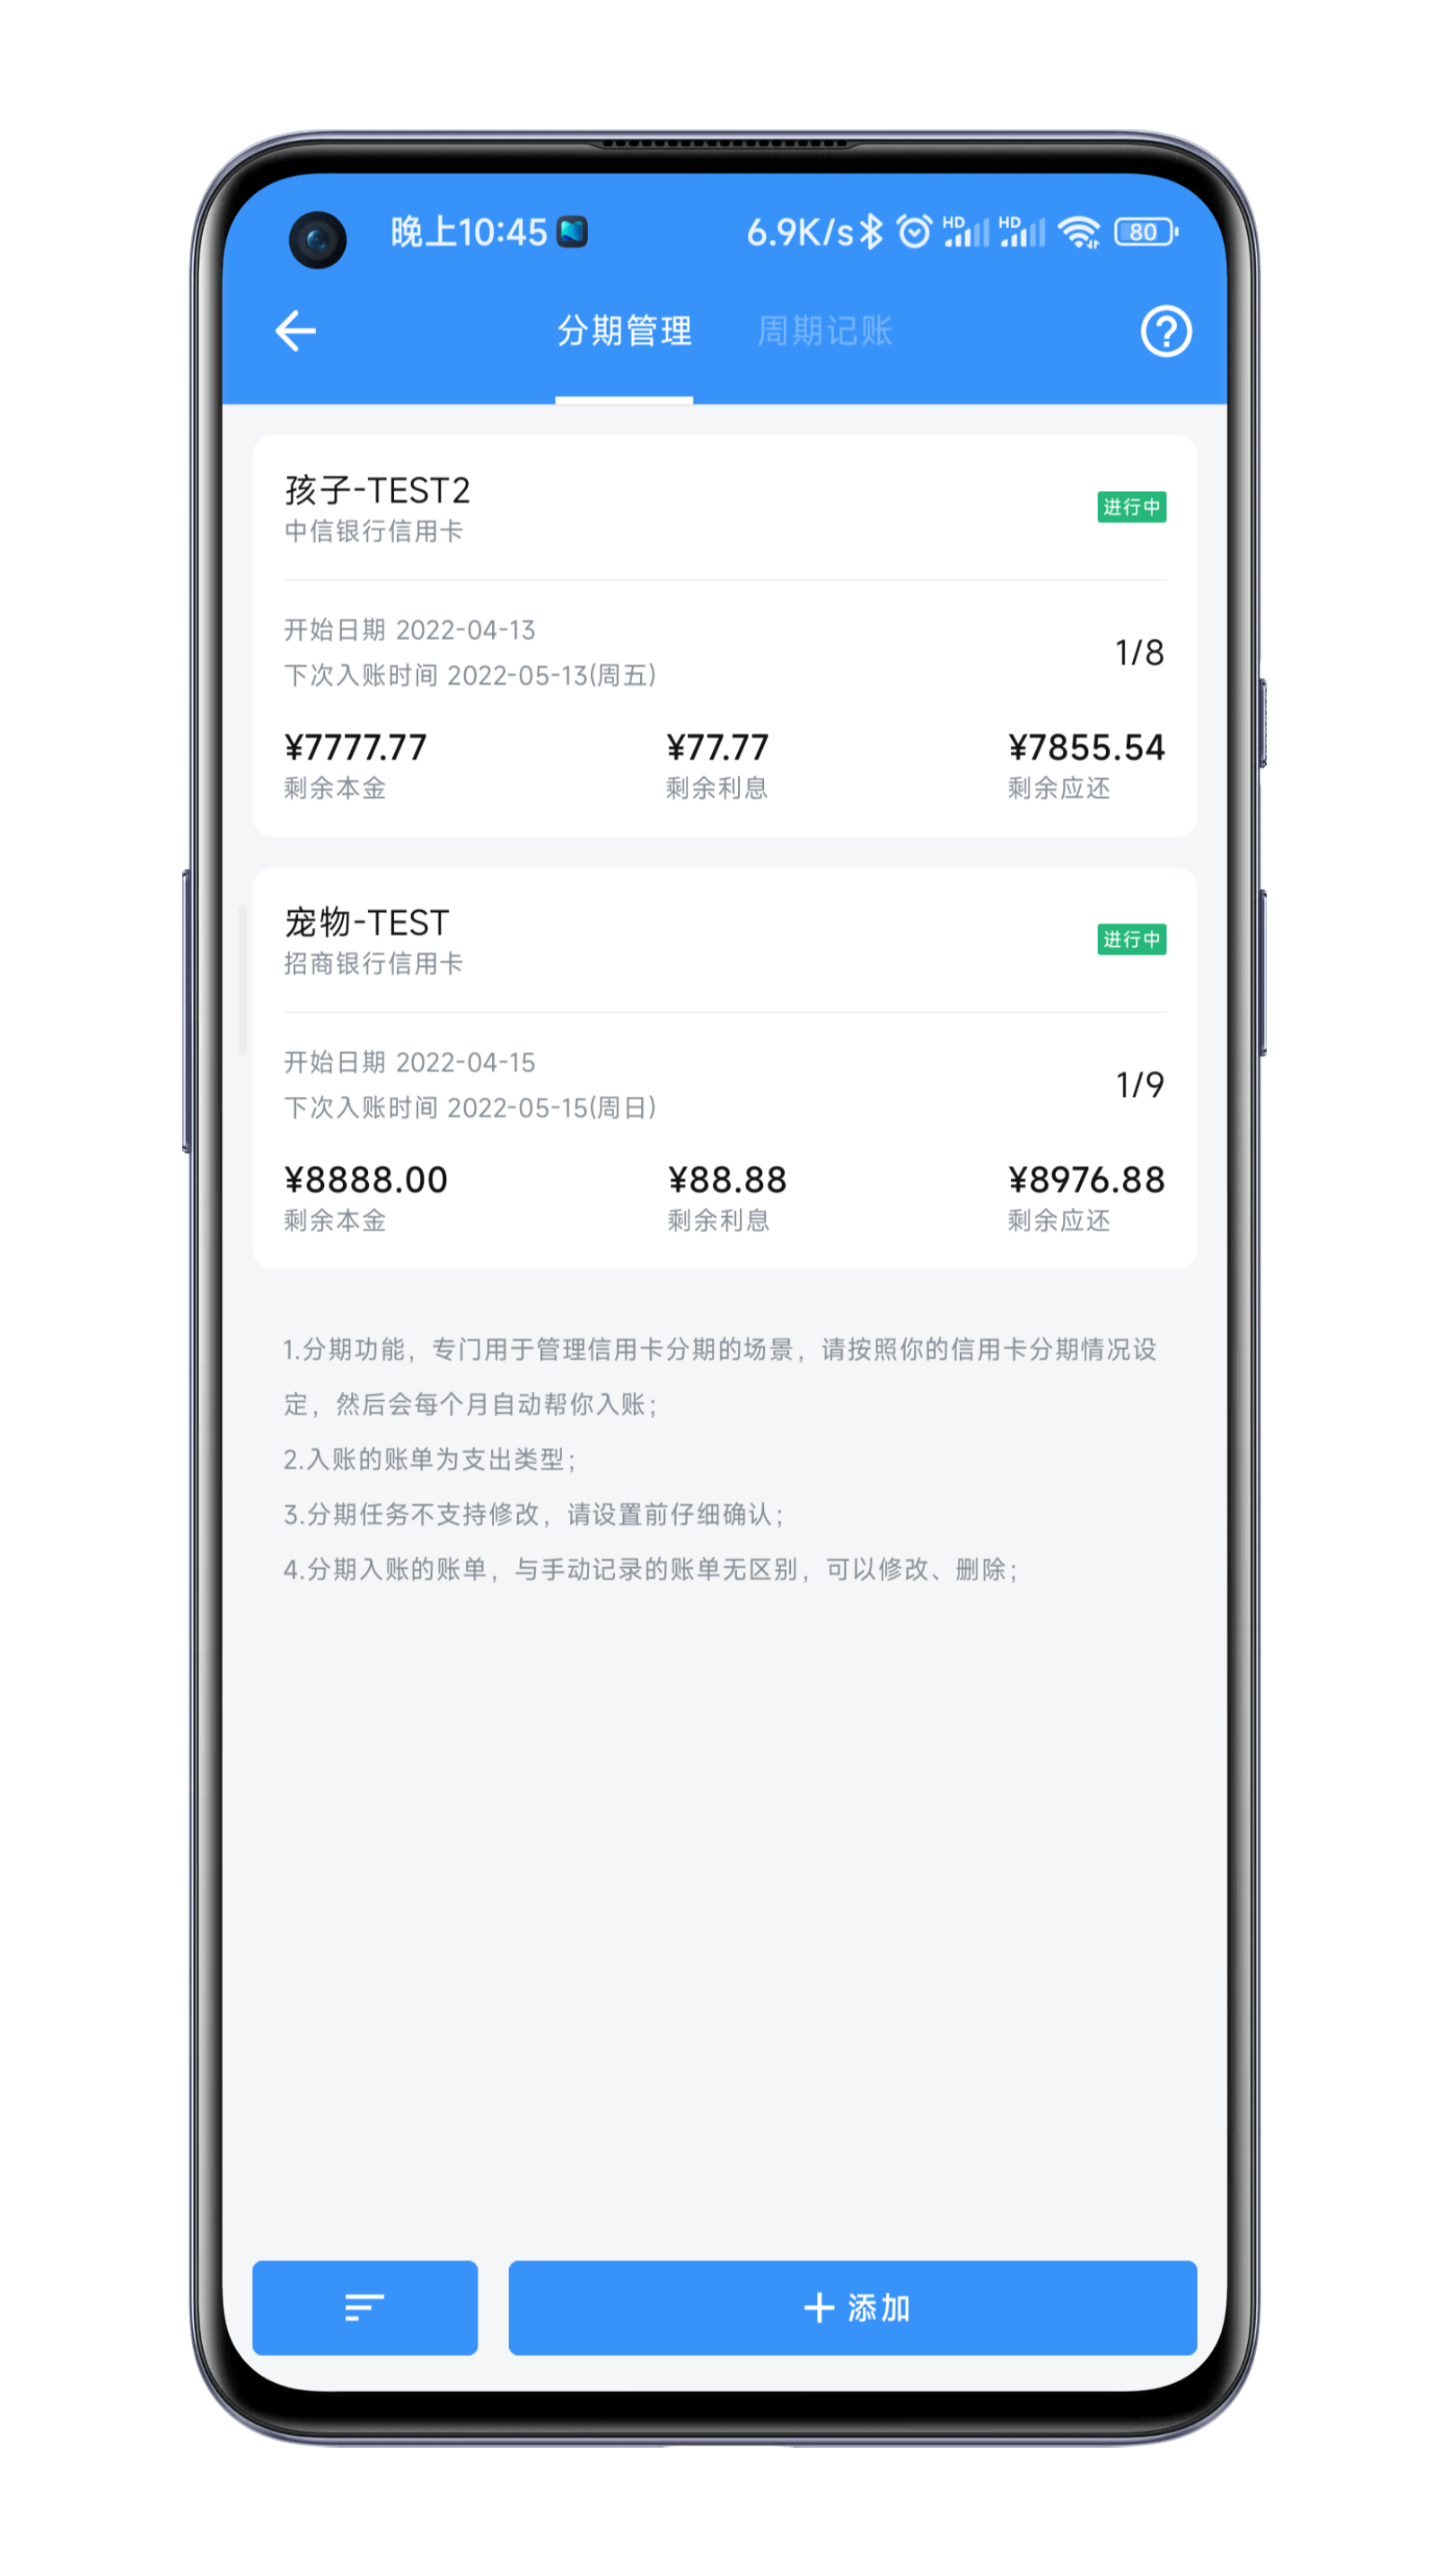 晚上10:45 6.9K/s HD HD 80
分期管理 周期记账
孩子-TEST2
进行中
中信银行信用卡
开始日期 2022-04-13
1/8
下次入账时间 2022-05-13(周五)
¥7777.77 ¥77.77 ¥7855.54
剩余本金 剩余利息 剩余应还
宠物-TEST
进行中
招商银行信用卡
开始日期 2022-04-15
1/9
下次入账时间 2022-05-15(周日)
¥8888.00 ¥88.88 ¥8976.88
剩余本金 剩余利息 剩余应还
1.分期功能，专门用于管理信用卡分期的场景，请按照你的信用卡分期情况设
定，然后会每个月自动帮你入账；
2.入账的账单为支出类型；
3.分期任务不支持修改，请设置前仔细确认；
4.分期入账的账单，与手动记录的账单无区别，可以修改、删除；
添加